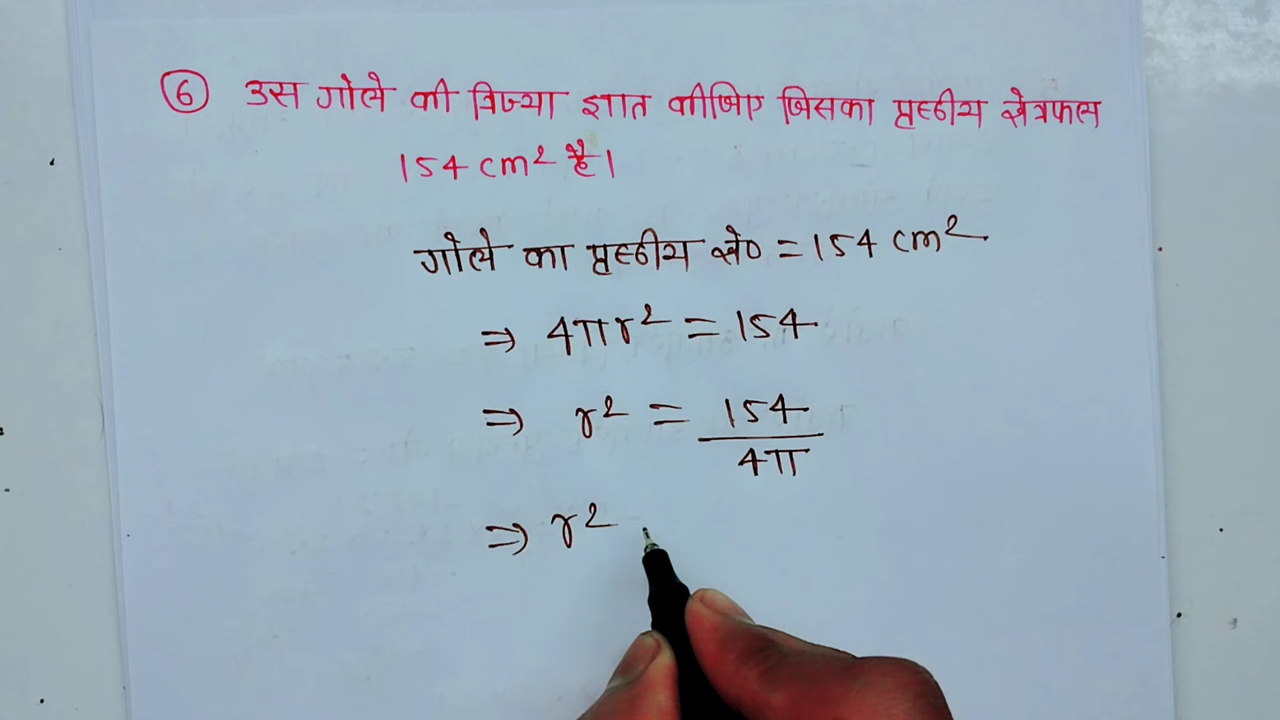 ⑥ उस गोले की त्रिज्या ज्ञात कीजिए जिसका पृष्ठीय क्षेत्रफल
154 cm² है।
गोले का पृष्ठीय क्षे० = 154 cm²
⇒ 4πr² = 154
⇒ r² = 154/4π
⇒ r²